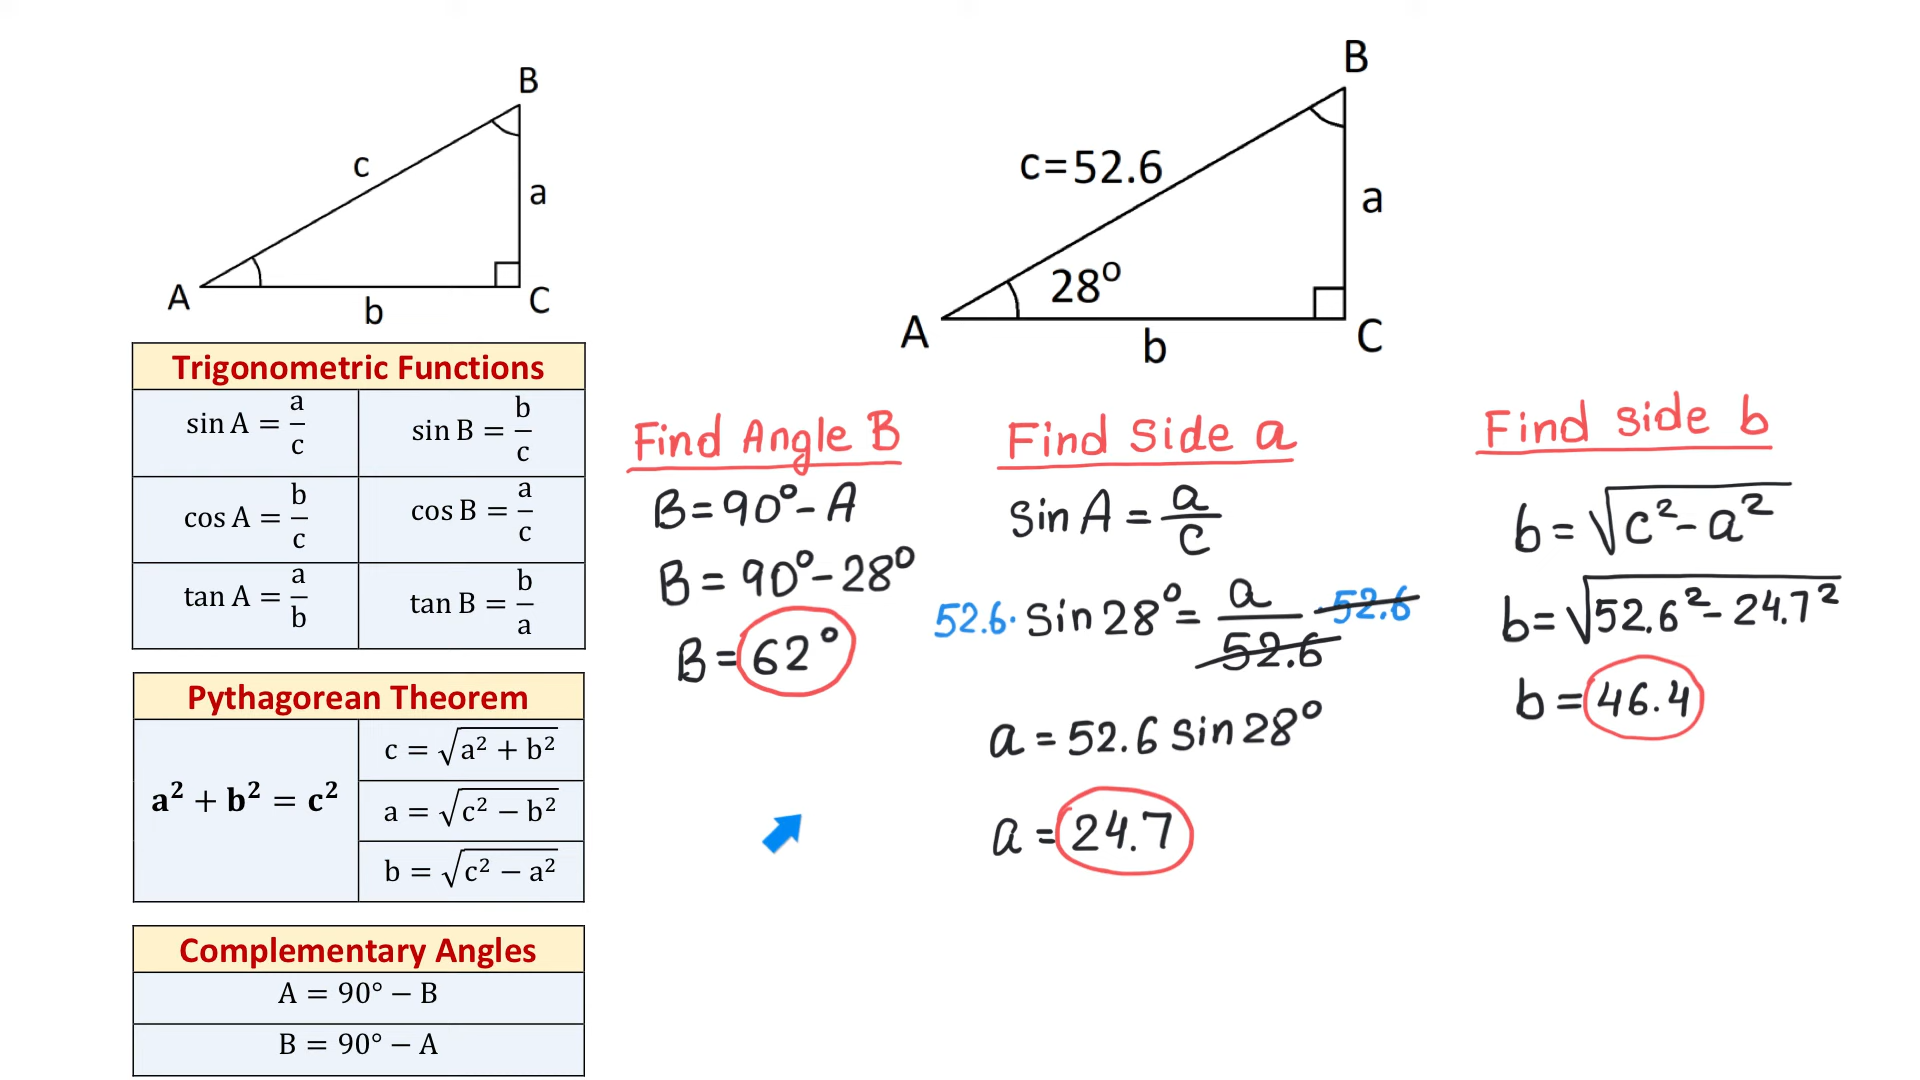 B
c
a
A
b
C
Trigonometric Functions
sin A = a/c
sin B = b/c
cos A = b/c
cos B = a/c
tan A = a/b
tan B = b/a
Pythagorean Theorem
a² + b² = c²
c = √(a² + b²)
a = √(c² − b²)
b = √(c² − a²)
Complementary Angles
A = 90° − B
B = 90° − A
B
c=52.6
a
28°
A
b
C
Find Angle B
B=90°-A
B=90°-28°
B=62°
Find Side a
sin A = a/c
52.6· sin 28° = a/52.6 ·52.6
a = 52.6 sin 28°
a = 24.7
Find side b
b = √(c² - a²)
b = √(52.6² - 24.7²)
b = 46.4